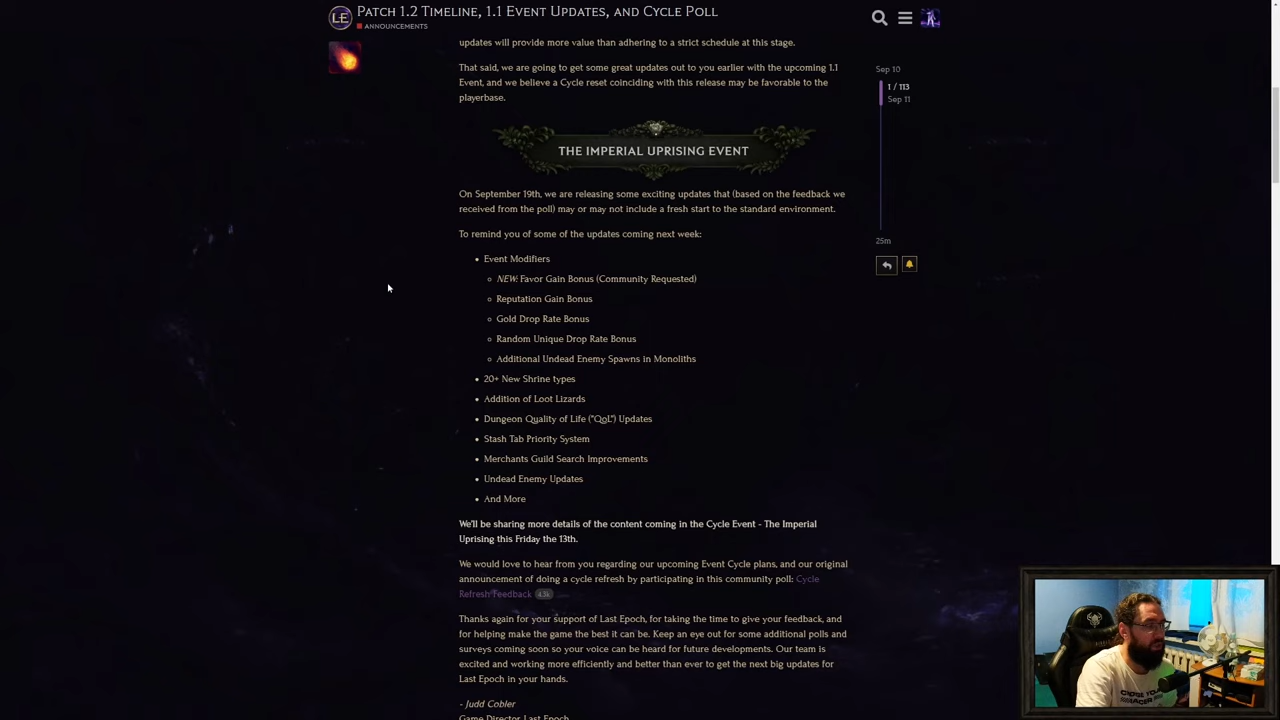 LE
PATCH 1.2 TIMELINE, 1.1 EVENT UPDATES, AND CYCLE POLL
ANNOUNCEMENTS
updates will provide more value than adhering to a strict schedule at this stage.
That said, we are going to get some great updates out to you earlier with the upcoming 1.1
Event, and we believe a Cycle reset coinciding with this release may be favorable to the
playerbase.
Sep 10
1 / 113
Sep 11
25m
THE IMPERIAL UPRISING EVENT
On September 19th, we are releasing some exciting updates that (based on the feedback we
received from the poll) may or may not include a fresh start to the standard environment.
To remind you of some of the updates coming next week:
• Event Modifiers
◦ NEW! Favor Gain Bonus (Community Requested)
◦ Reputation Gain Bonus
◦ Gold Drop Rate Bonus
◦ Random Unique Drop Rate Bonus
◦ Additional Undead Enemy Spawns in Monoliths
• 20+ New Shrine types
• Addition of Loot Lizards
• Dungeon Quality of Life ("QoL") Updates
• Stash Tab Priority System
• Merchants Guild Search Improvements
• Undead Enemy Updates
• And More
We'll be sharing more details of the content coming in the Cycle Event - The Imperial
Uprising this Friday the 13th.
We would love to hear from you regarding our upcoming Event Cycle plans, and our original
announcement of doing a cycle refresh by participating in this community poll: Cycle
Refresh Feedback 4.3k
Thanks again for your support of Last Epoch, for taking the time to give your feedback, and
for helping make the game the best it can be. Keep an eye out for some additional polls and
surveys coming soon so your voice can be heard for future developments. Our team is
excited and working more efficiently and better than ever to get the next big updates for
Last Epoch in your hands.
- Judd Cobler
Game Director Last Epoch